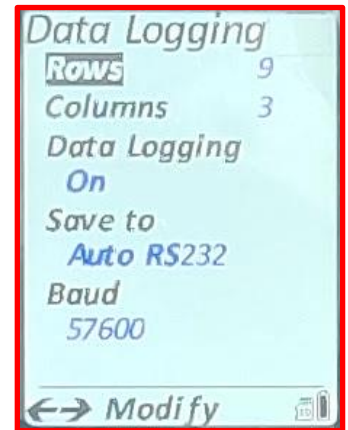 Data Logging
Rows 9
Columns 3
Data Logging
On
Save to
Auto RS232
Baud
57600
Modify